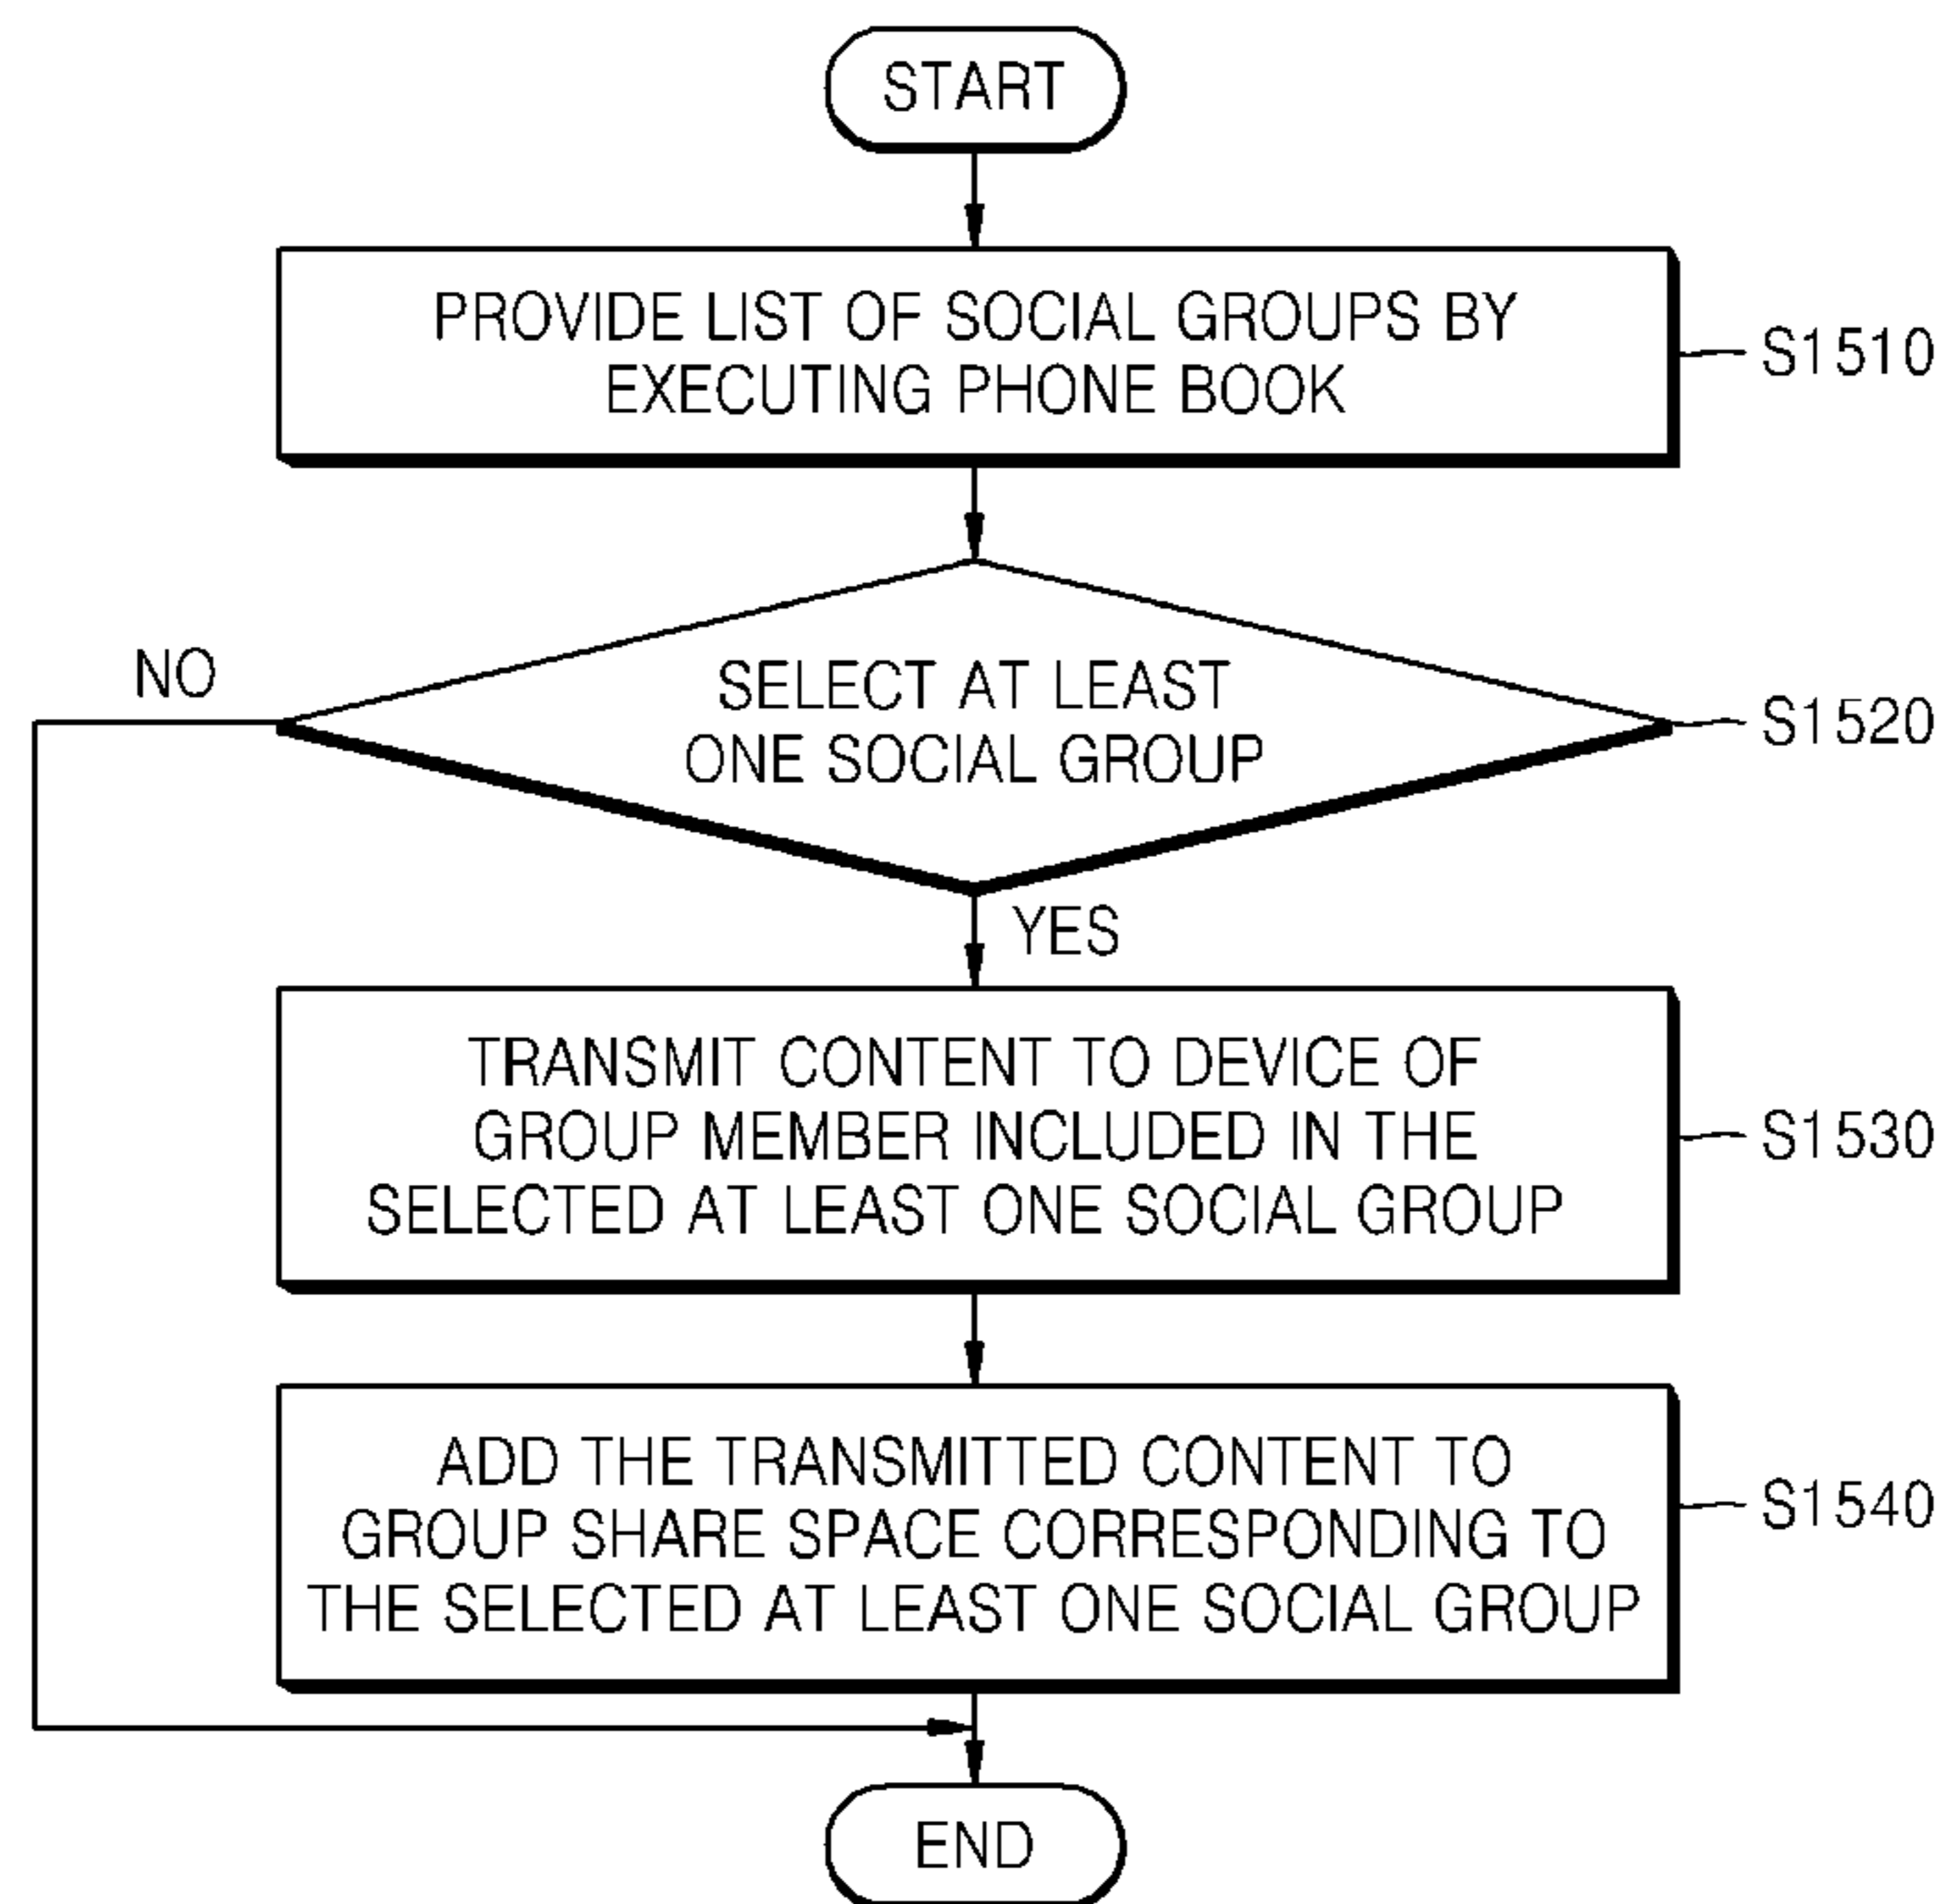 START
PROVIDE LIST OF SOCIAL GROUPS BY
EXECUTING PHONE BOOK
S1510
NO
SELECT AT LEAST
ONE SOCIAL GROUP
S1520
YES
TRANSMIT CONTENT TO DEVICE OF
GROUP MEMBER INCLUDED IN THE
SELECTED AT LEAST ONE SOCIAL GROUP
S1530
ADD THE TRANSMITTED CONTENT TO
GROUP SHARE SPACE CORRESPONDING TO
THE SELECTED AT LEAST ONE SOCIAL GROUP
S1540
END